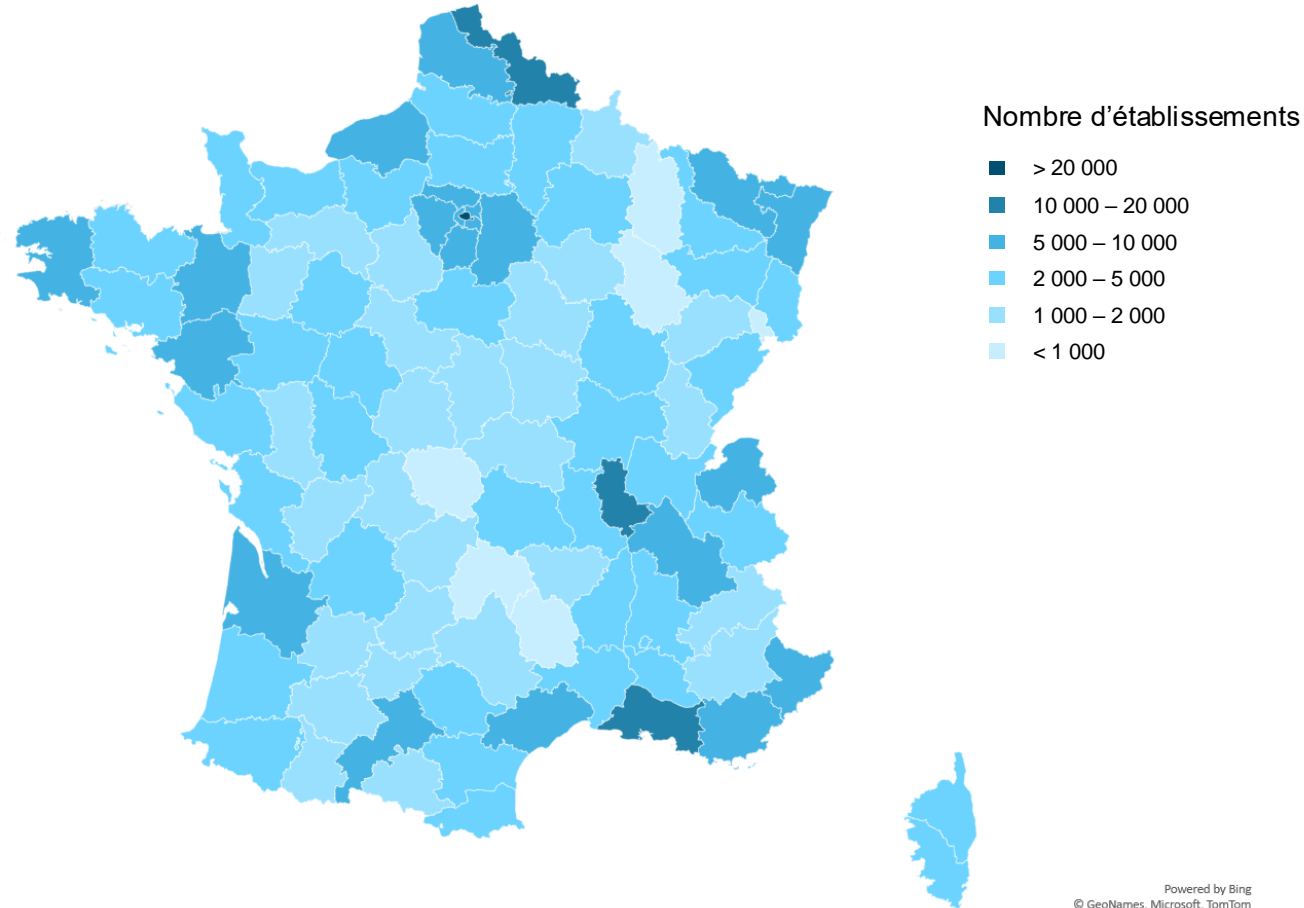 Nombre d'établissements
> 20 000
10 000 – 20 000
5 000 – 10 000
2 000 – 5 000
1 000 – 2 000
< 1 000
Powered by Bing
© GeoNames, Microsoft, TomTom